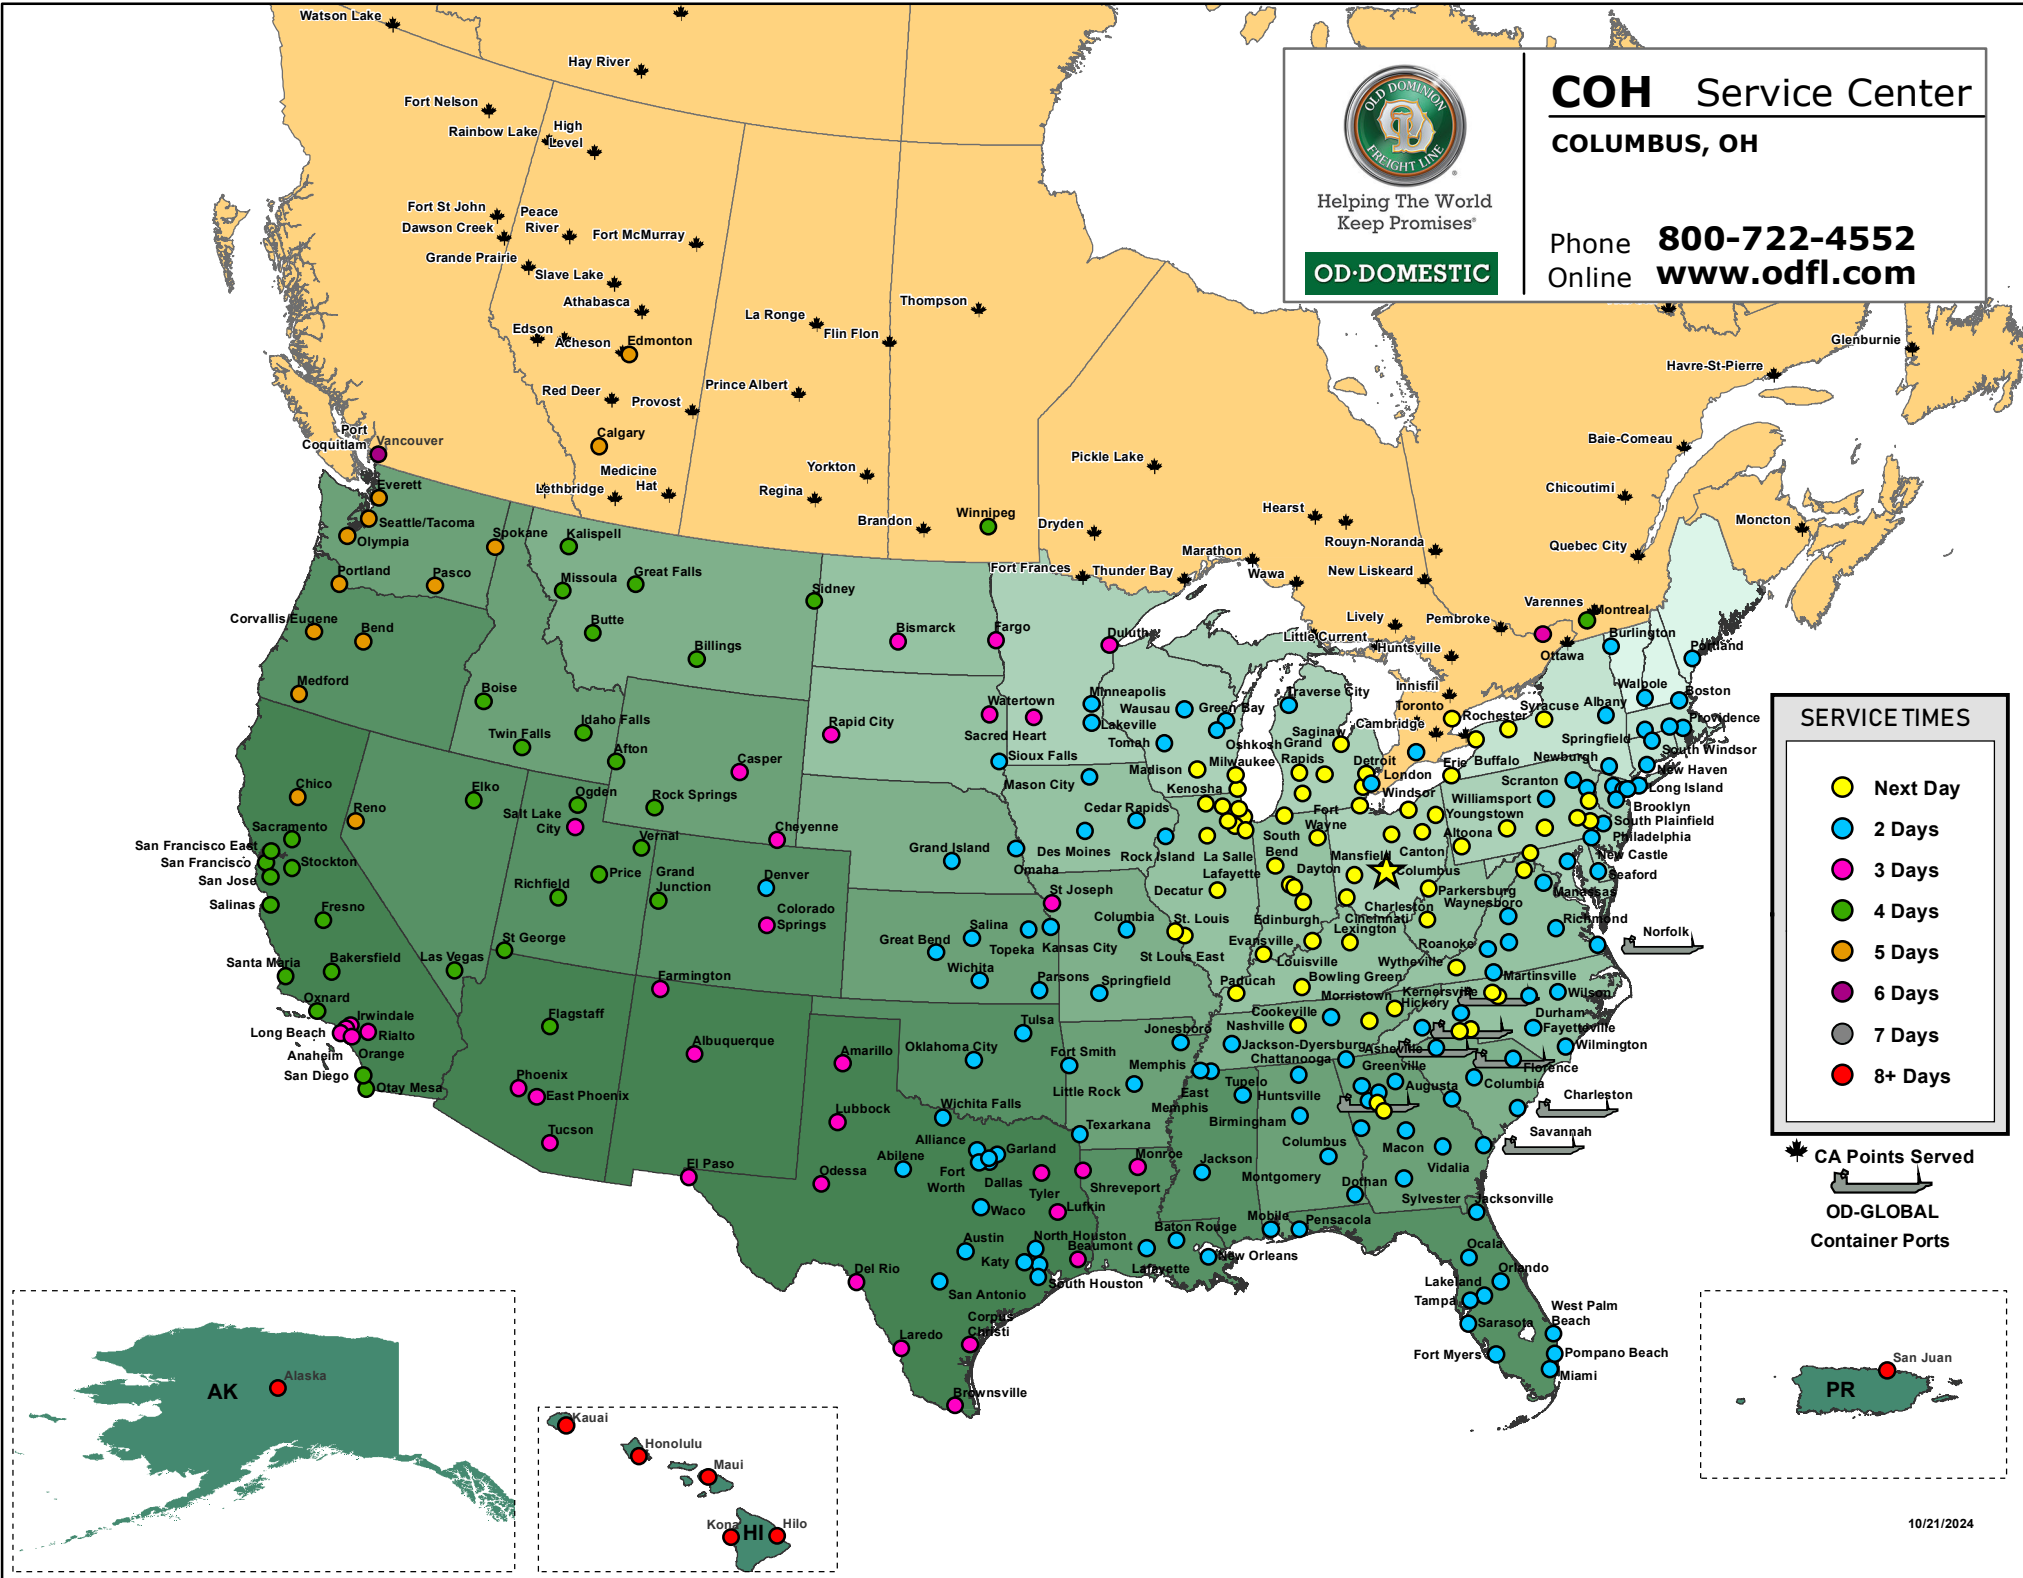 Watson Lake
Hay River
Fort Nelson
Rainbow Lake
High
Level
Fort St John
Dawson Creek
Peace
River
Fort McMurray
Grande Prairie
Slave Lake
Athabasca
Edson
Acheson
Edmonton
La Ronge
Flin Flon
Thompson
Red Deer
Provost
Prince Albert
Calgary
Port
Coquitlam
Vancouver
Medicine
Hat
Lethbridge
Yorkton
Regina
Brandon
Winnipeg
Dryden
Pickle Lake
Fort Frances
Thunder Bay
Marathon
Wawa
Hearst
Rouyn-Noranda
New Liskeard
Lively
Little Current
Pembroke
Huntsville
Innisfil
Toronto
Cambridge
Ottawa
Varennes
Montreal
Quebec City
Chicoutimi
Baie-Comeau
Havre-St-Pierre
Glenburnie
Moncton
OLD DOMINION
FREIGHT LINE
Helping The World
Keep Promises®
OD·DOMESTIC
COH Service Center
COLUMBUS, OH
Phone 800-722-4552
Online www.odfl.com
Everett
Seattle/Tacoma
Olympia
Spokane
Portland
Pasco
Corvallis/Eugene
Bend
Medford
Kalispell
Missoula
Great Falls
Butte
Billings
Sidney
Bismarck
Fargo
Duluth
Boise
Twin Falls
Idaho Falls
Afton
Casper
Rock Springs
Cheyenne
Rapid City
Watertown
Sacred Heart
Sioux Falls
Minneapolis
Lakeville
Wausau
Green Bay
Tomah
Oshkosh
Madison
Milwaukee
Kenosha
Mason City
Cedar Rapids
Des Moines
Rock Island
Grand Island
Omaha
Chico
Reno
Elko
Sacramento
San Francisco East
San Francisco
Stockton
San Jose
Salinas
Fresno
Santa Maria
Bakersfield
Oxnard
Irwindale
Long Beach
Rialto
Anaheim
Orange
San Diego
Otay Mesa
Las Vegas
Ogden
Salt Lake
City
Vernal
Price
Richfield
St George
Grand
Junction
Denver
Colorado
Springs
Farmington
Flagstaff
Phoenix
East Phoenix
Tucson
Albuquerque
El Paso
Amarillo
Lubbock
Odessa
Abilene
Wichita Falls
Alliance
Fort
Worth
Garland
Dallas
Tyler
Waco
Lufkin
Austin
Katy
North Houston
Beaumont
South Houston
San Antonio
Del Rio
Laredo
Corpus
Christi
Brownsville
Salina
Great Bend
Topeka
Wichita
Parsons
St Joseph
Kansas City
Columbia
Springfield
St. Louis
St Louis East
Tulsa
Oklahoma City
Fort Smith
Little Rock
Jonesboro
Texarkana
Shreveport
Monroe
Baton Rouge
Lafayette
New Orleans
Jackson
Tupelo
Memphis
East
Memphis
Jackson-Dyersburg
Nashville
Cookeville
Chattanooga
Morristown
Huntsville
Birmingham
Montgomery
Mobile
Dothan
Pensacola
Traverse City
Saginaw
Grand
Rapids
Detroit
London
Windsor
South
Bend
Fort
Wayne
La Salle
Lafayette
Decatur
Edinburgh
Evansville
Louisville
Lexington
Bowling Green
Paducah
Mansfield
Dayton
Columbus
Canton
Youngstown
Cincinnati
Parkersburg
Charleston
Erie
Buffalo
Rochester
Syracuse
Albany
Burlington
Portland
Walpole
Boston
Providence
Springfield
South Windsor
Newburgh
New Haven
Long Island
Brooklyn
South Plainfield
Philadelphia
Scranton
Williamsport
Altoona
New Castle
Seaford
Manassas
Waynesboro
Richmond
Norfolk
Roanoke
Wytheville
Martinsville
Kernersville
Hickory
Wilson
Durham
Fayetteville
Wilmington
Asheville
Greenville
Florence
Columbia
Charleston
Augusta
Savannah
Columbus
Macon
Vidalia
Sylvester
Jacksonville
Ocala
Orlando
Lakeland
Tampa
Sarasota
Fort Myers
West Palm
Beach
Pompano Beach
Miami
SERVICE TIMES
Next Day
2 Days
3 Days
4 Days
5 Days
6 Days
7 Days
8+ Days
CA Points Served
OD-GLOBAL
Container Ports
AK
Alaska
Kauai
Honolulu
Maui
Kona
HI
Hilo
San Juan
PR
10/21/2024